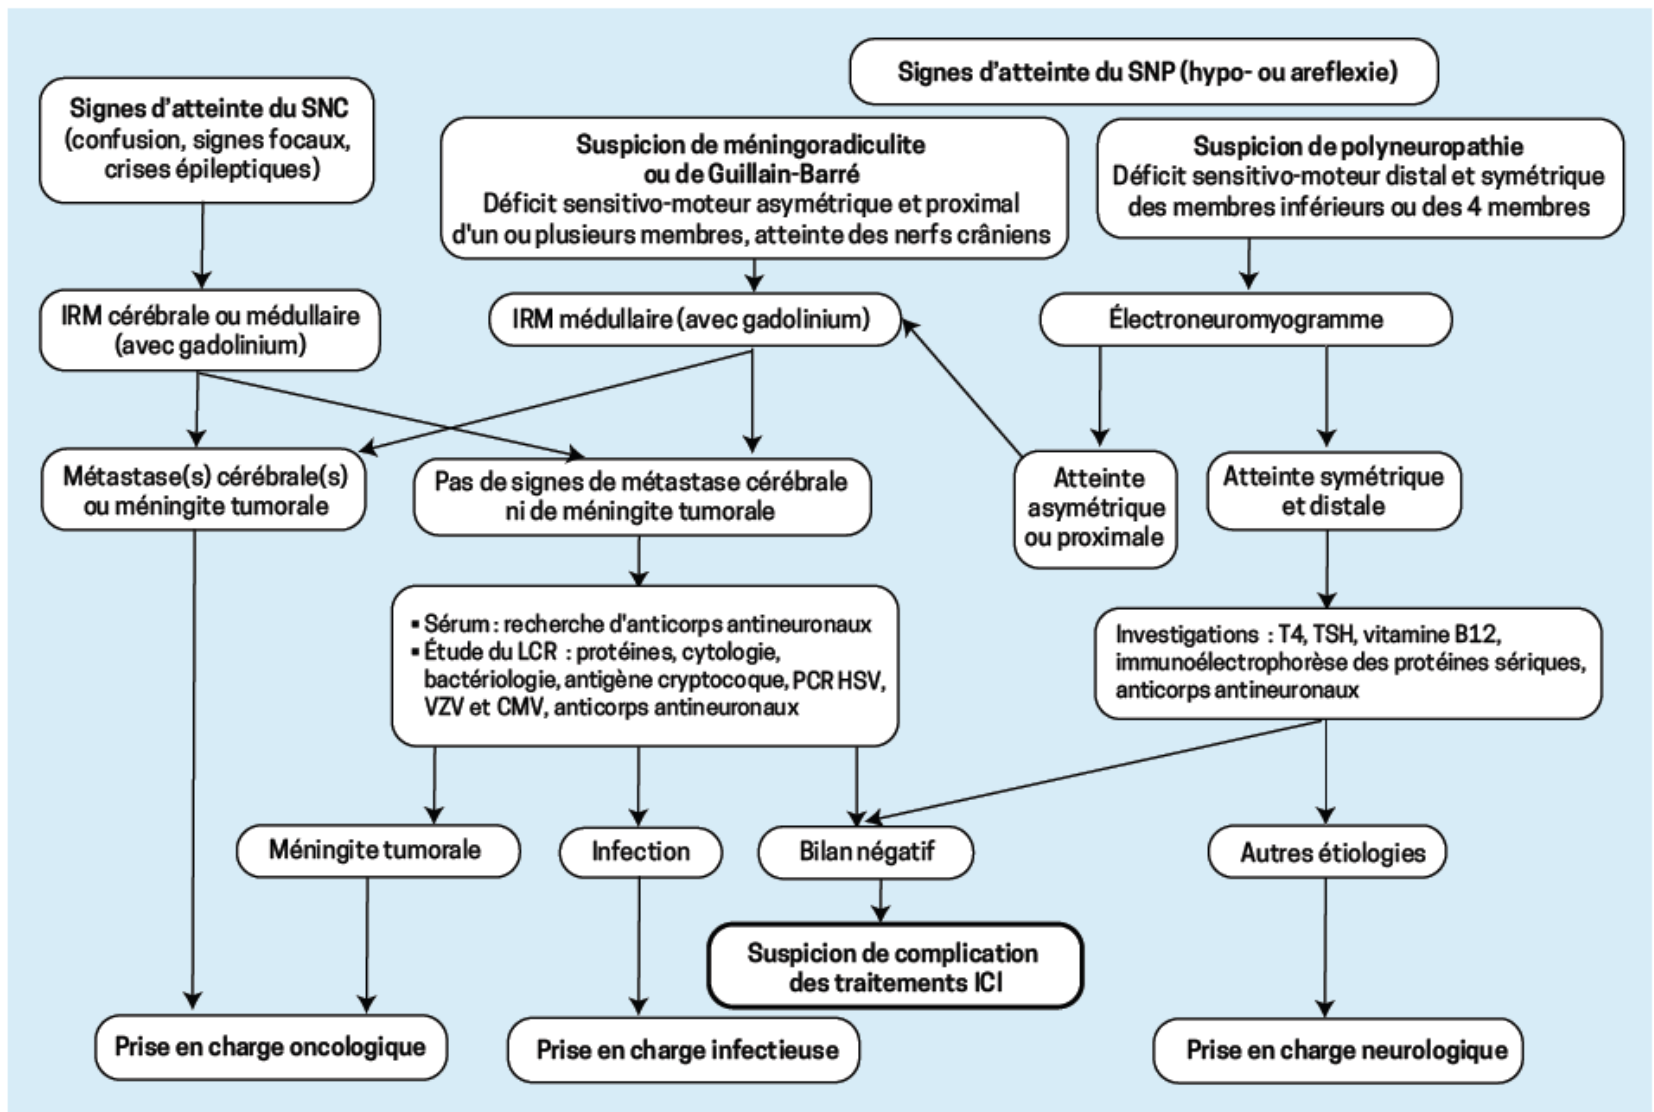 Signes d'atteinte du SNP (hypo- ou areflexie)
Signes d'atteinte du SNC
(confusion, signes focaux,
crises épileptiques)
Suspicion de méningoradiculite
ou de Guillain-Barré
Déficit sensitivo-moteur asymétrique et proximal
d'un ou plusieurs membres, atteinte des nerfs crâniens
Suspicion de polyneuropathie
Déficit sensitivo-moteur distal et symétrique
des membres inférieurs ou des 4 membres
IRM cérébrale ou médullaire
(avec gadolinium)
IRM médullaire (avec gadolinium)
Électroneuromyogramme
Métastase(s) cérébrale(s)
ou méningite tumorale
Pas de signes de métastase cérébrale
ni de méningite tumorale
Atteinte
asymétrique
ou proximale
Atteinte symétrique
et distale
▪ Sérum : recherche d'anticorps antineuronaux
▪ Étude du LCR : protéines, cytologie,
bactériologie, antigène cryptocoque, PCR HSV,
VZV et CMV, anticorps antineuronaux
Investigations : T4, TSH, vitamine B12,
immunoélectrophorèse des protéines sériques,
anticorps antineuronaux
Méningite tumorale
Infection
Bilan négatif
Autres étiologies
Suspicion de complication
des traitements ICI
Prise en charge oncologique
Prise en charge infectieuse
Prise en charge neurologique